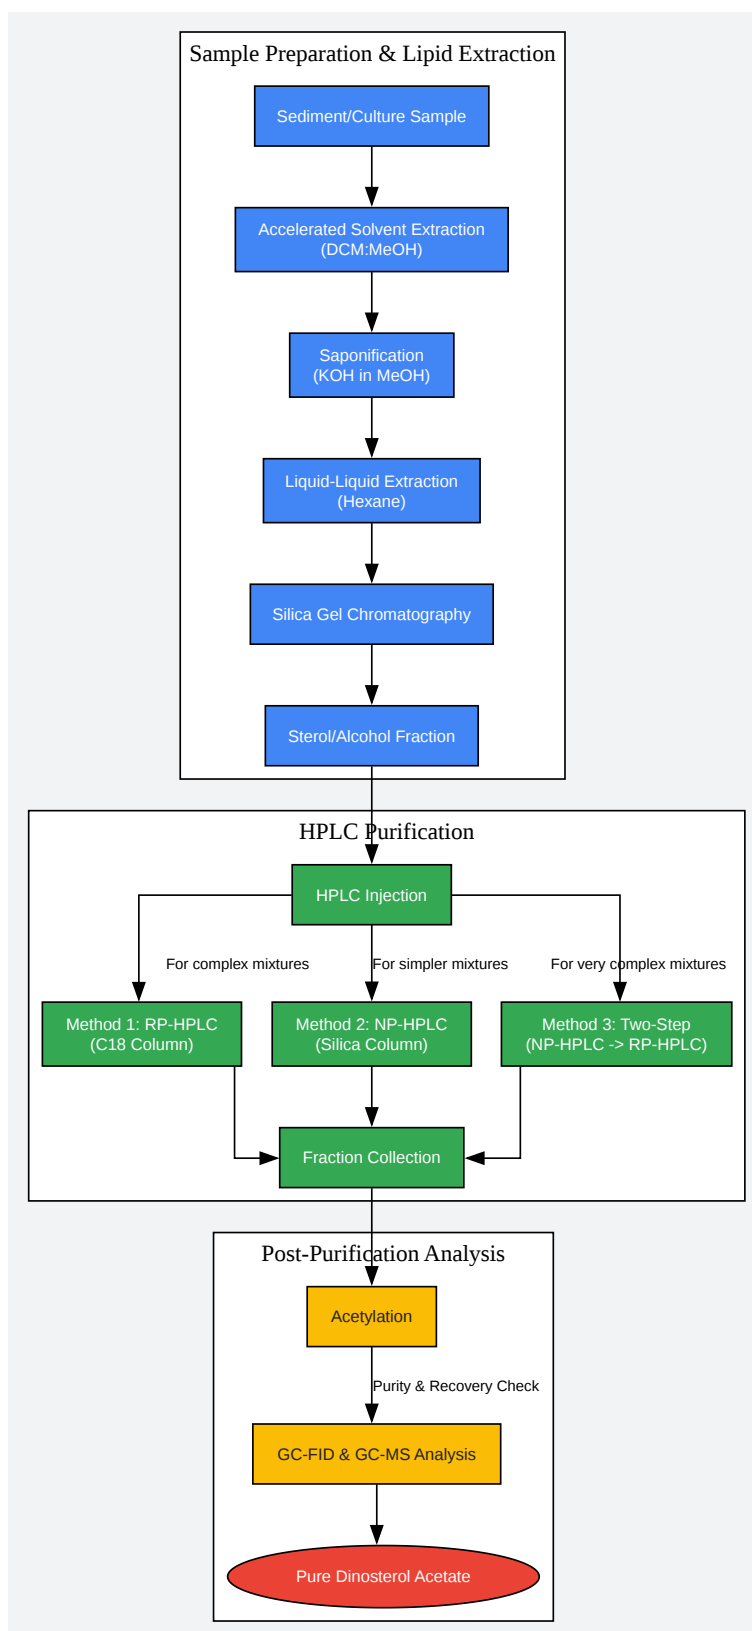 Sample Preparation & Lipid Extraction
Sediment/Culture Sample
Accelerated Solvent Extraction
(DCM:MeOH)
Saponification
(KOH in MeOH)
Liquid-Liquid Extraction
(Hexane)
Silica Gel Chromatography
Sterol/Alcohol Fraction
HPLC Purification
HPLC Injection
For complex mixtures
For simpler mixtures
For very complex mixtures
Method 1: RP-HPLC
(C18 Column)
Method 2: NP-HPLC
(Silica Column)
Method 3: Two-Step
(NP-HPLC -> RP-HPLC)
Fraction Collection
Post-Purification Analysis
Acetylation
Purity & Recovery Check
GC-FID & GC-MS Analysis
Pure Dinosterol Acetate